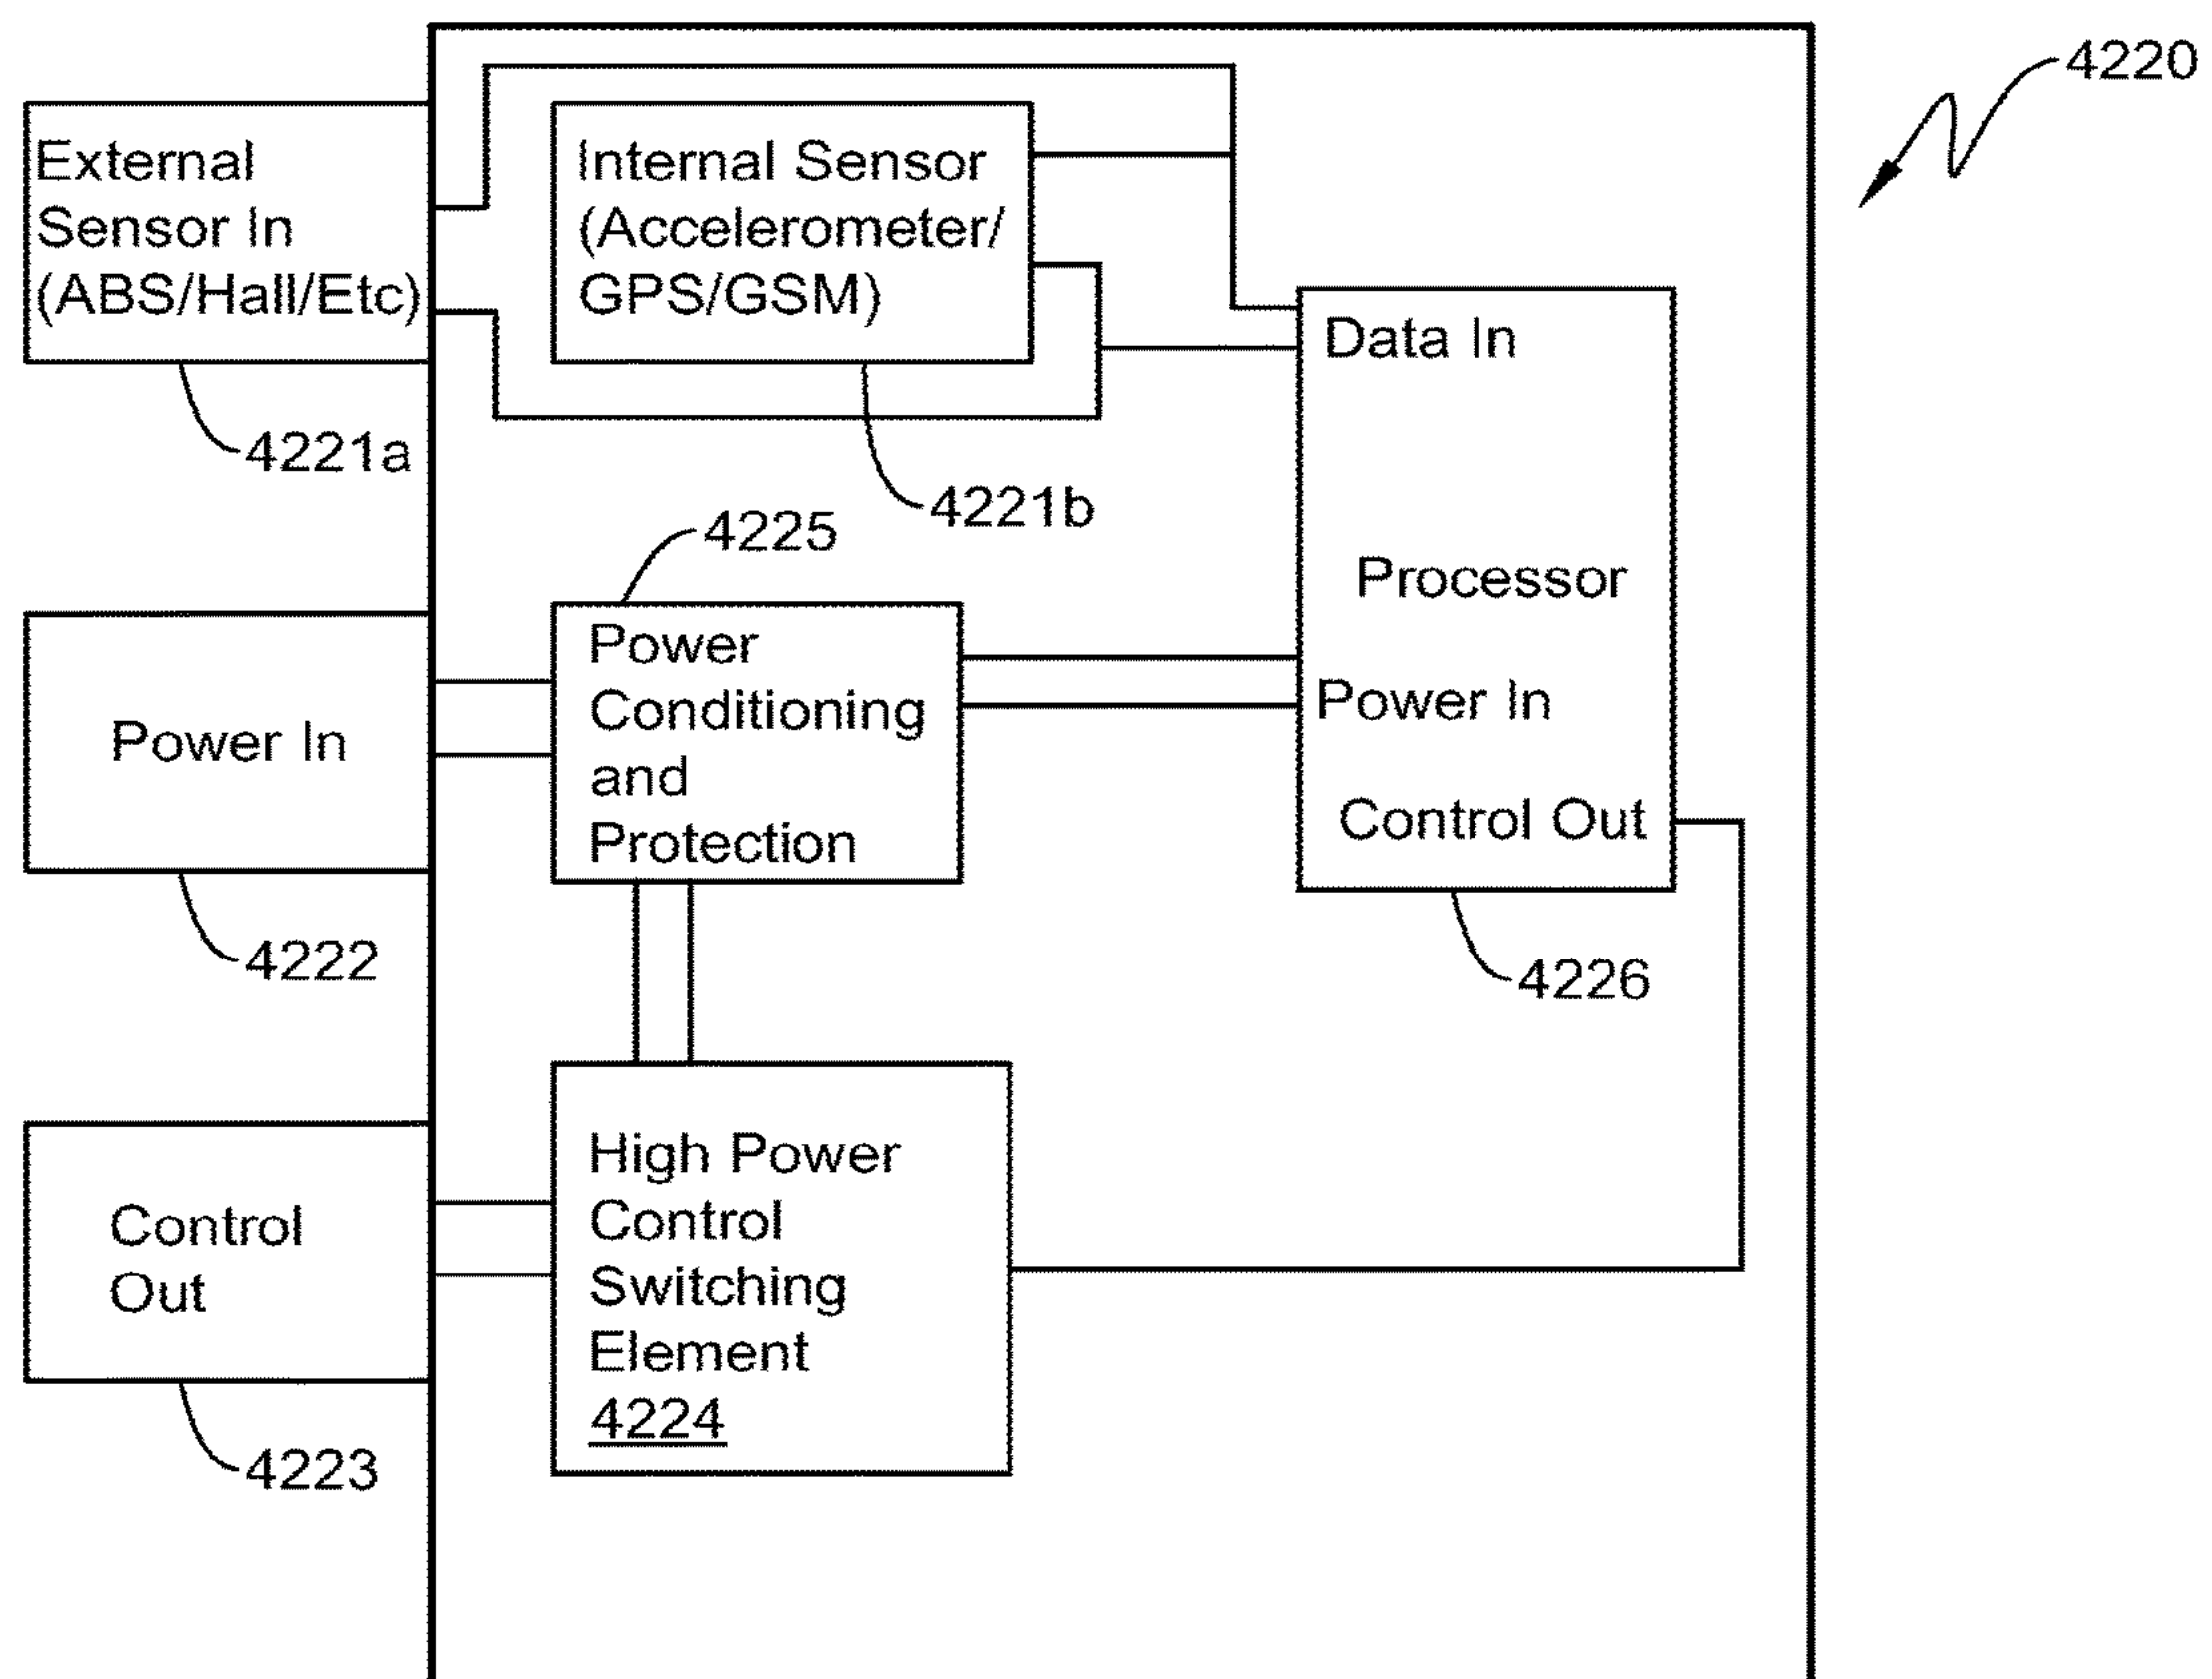 4220
External
Sensor In
(ABS/Hall/Etc)
4221a
Internal Sensor
(Accelerometer/
GPS/GSM)
4221b
Data In
Processor
Power In
Control Out
4226
4225
Power
Conditioning
and
Protection
Power In
4222
High Power
Control
Switching
Element
4224
Control
Out
4223